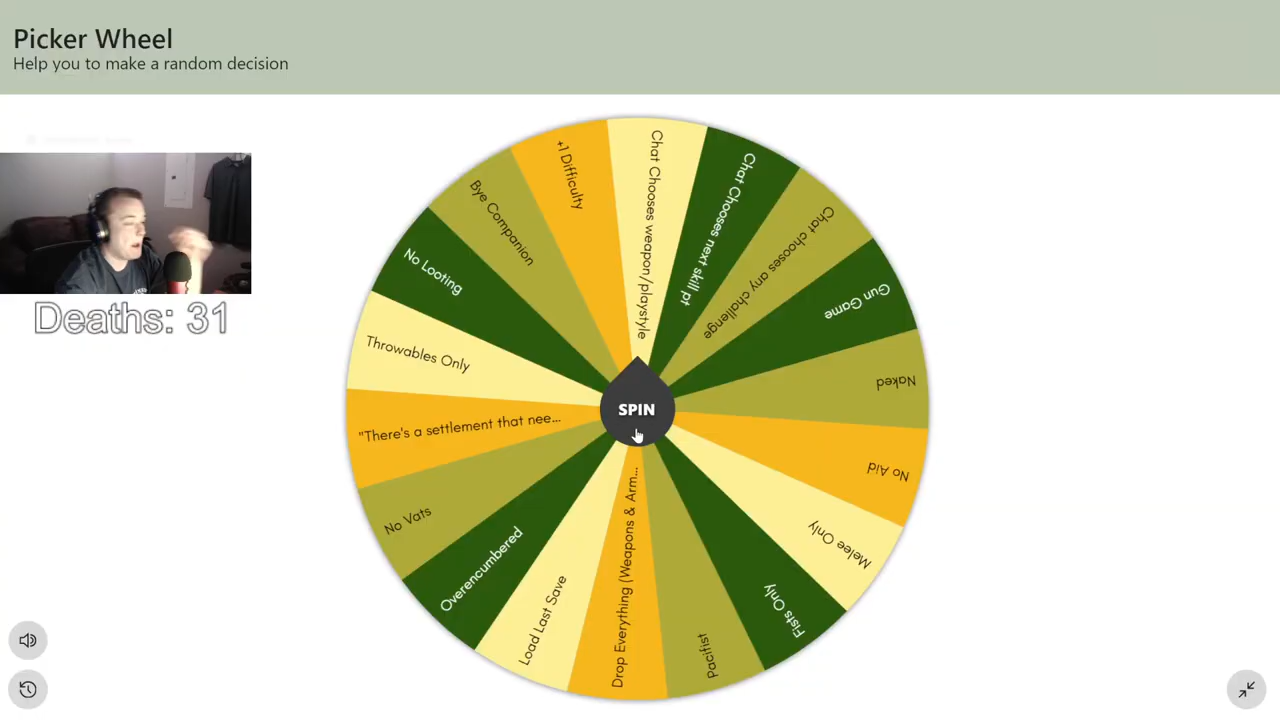 Picker Wheel
Help you to make a random decision
Deaths: 31
Chat Chooses weapon/playstyle
Chat Chooses next skill pt
Chat chooses any challenge
Gun Game
Naked
No Aid
Melee Only
Fists Only
Pacifist
Drop Everything (Weapons & Arm...
Load Last Save
Overencumbered
No Vats
"There's a settlement that nee...
Throwables Only
No Looting
Bye Companion
+1 Difficulty
SPIN